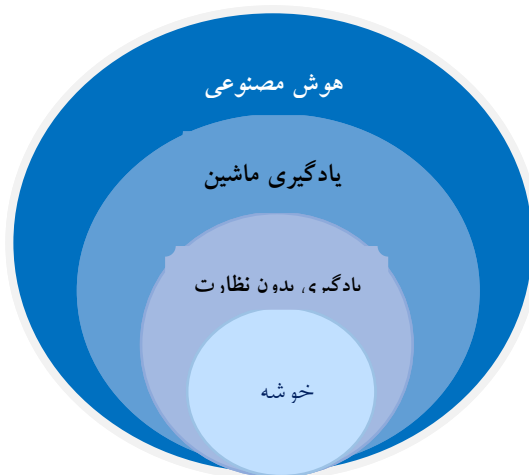 هوش مصنوعی
یادگیری ماشین
یادگیری بدون نظارت
خوشه